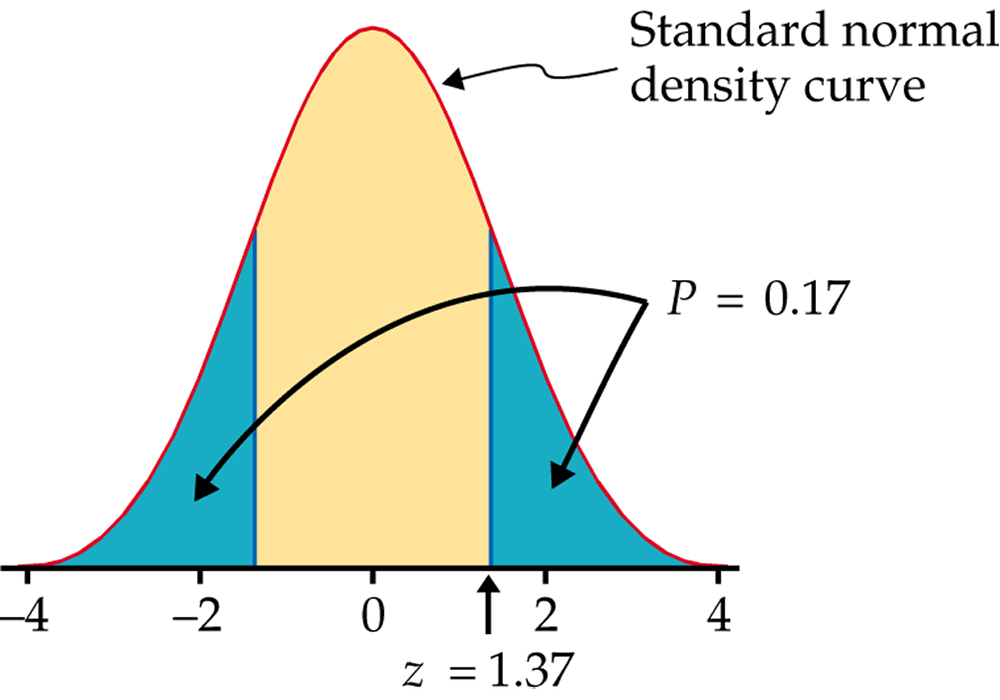 Standard normal
density curve
P = 0.17
–4 –2 0 2 4
z = 1.37